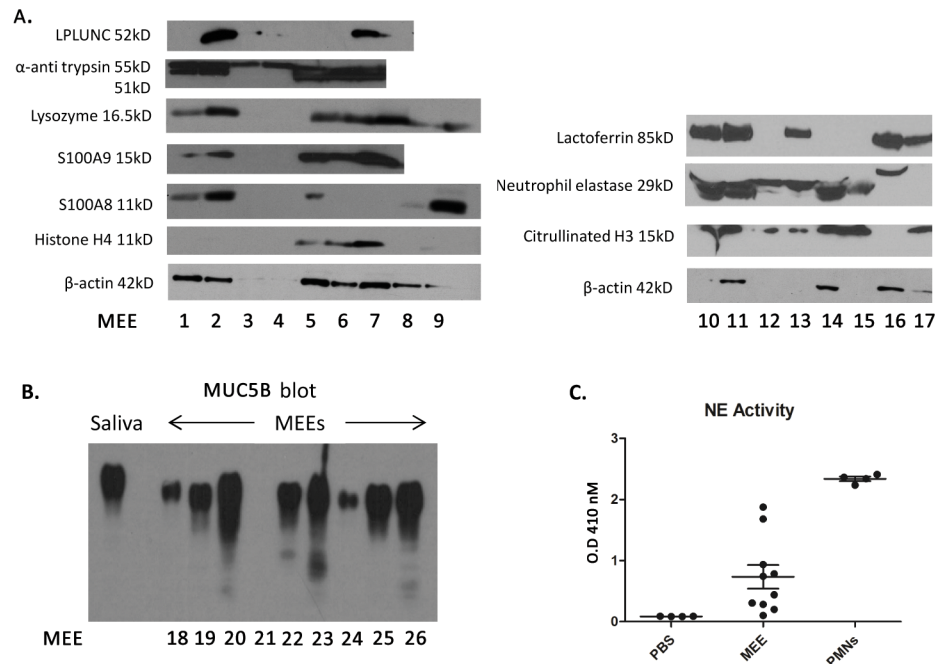 A.
LPLUNC 52kD
α-anti trypsin 55kD
51kD
Lysozyme 16.5kD
S100A9 15kD
S100A8 11kD
Histone H4 11kD
β-actin 42kD
MEE 1 2 3 4 5 6 7 8 9
Lactoferrin 85kD
Neutrophil elastase 29kD
Citrullinated H3 15kD
β-actin 42kD
10 11 12 13 14 15 16 17
B.
MUC5B blot
Saliva MEEs
MEE 18 19 20 21 22 23 24 25 26
C.
NE Activity
O.D 410 nM
3
2
1
0
PBS MEE PMNs